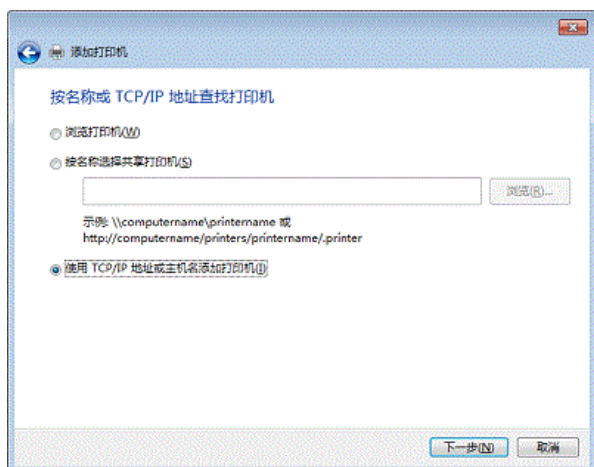 添加打印机
按名称或 TCP/IP 地址查找打印机
浏览打印机(W)
按名称选择共享打印机(S)
浏览(R)...
示例: \\computername\printername 或
http://computername/printers/printername/.printer
使用 TCP/IP 地址或主机名添加打印机(I)
下一步(N)
取消